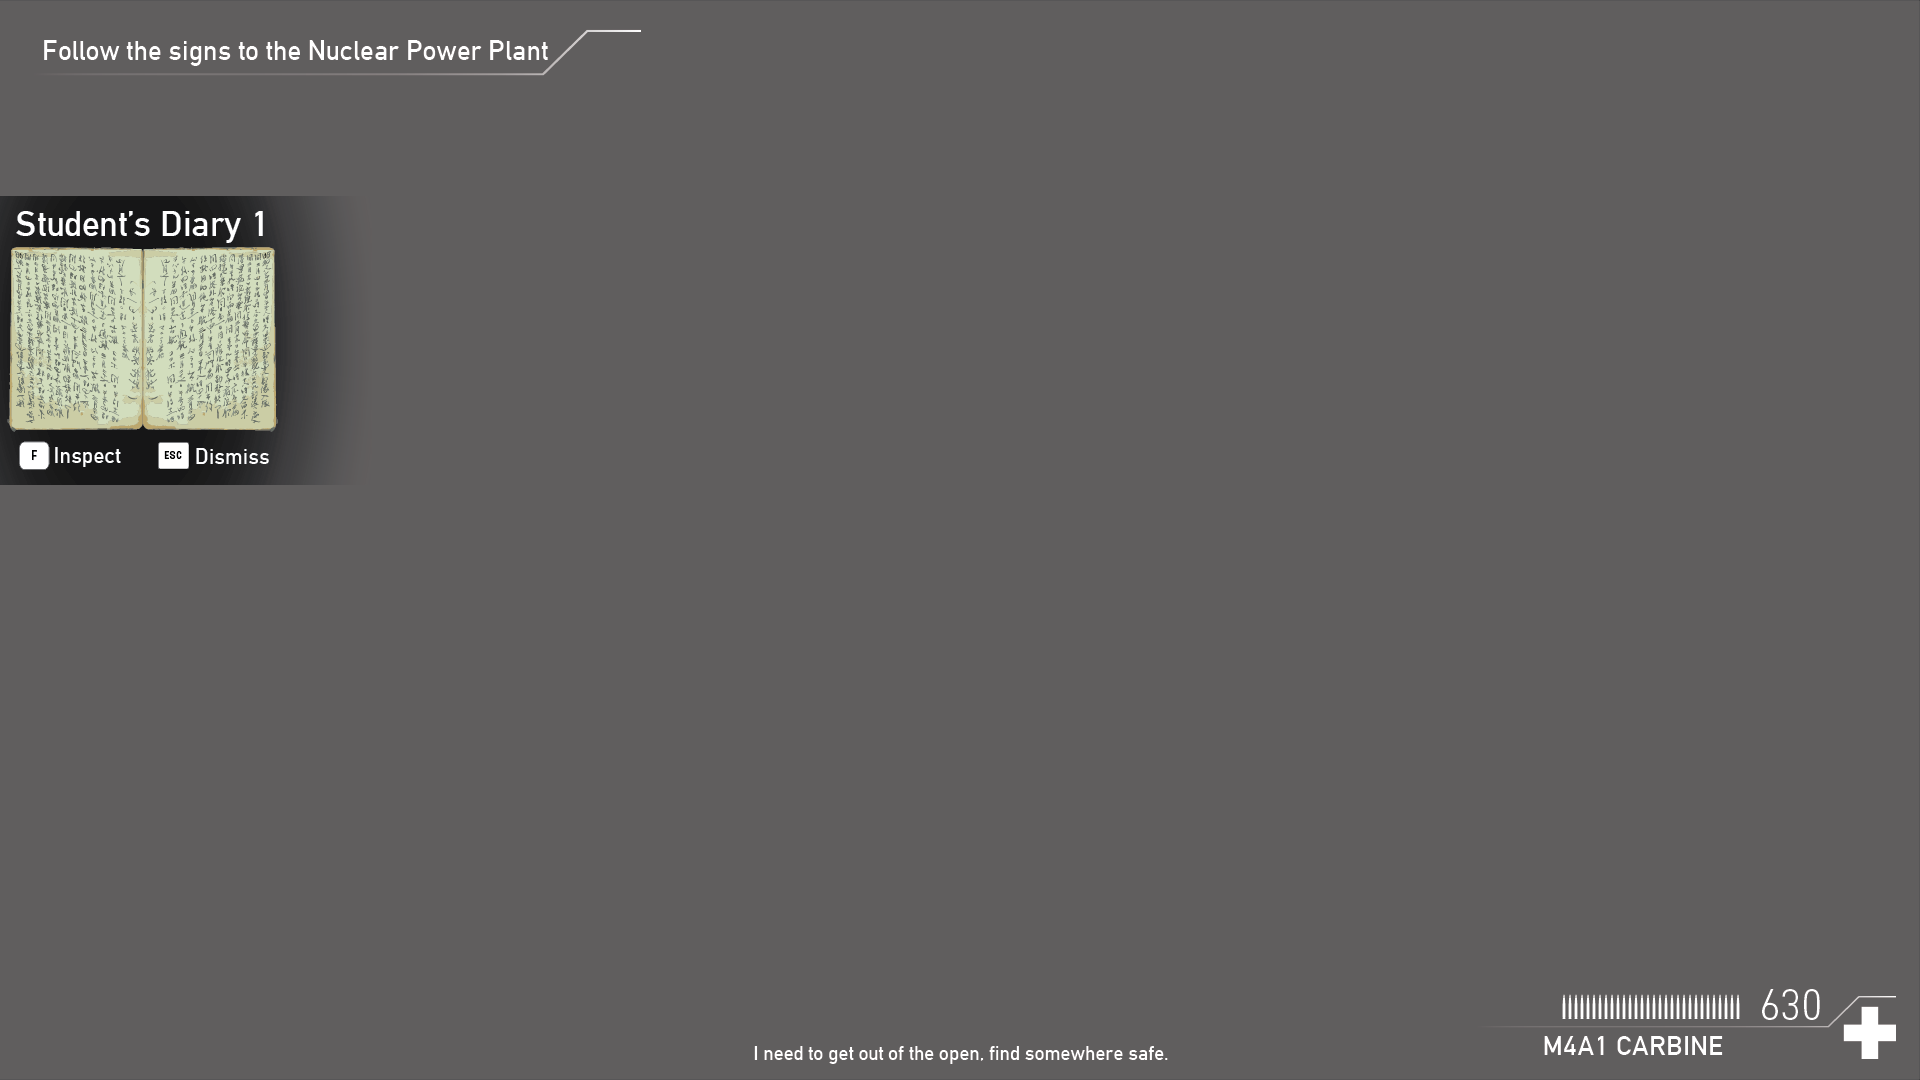 Follow the signs to the Nuclear Power Plant
Student's Diary 1
F Inspect ESC Dismiss
630
M4A1 CARBINE
I need to get out of the open, find somewhere safe.